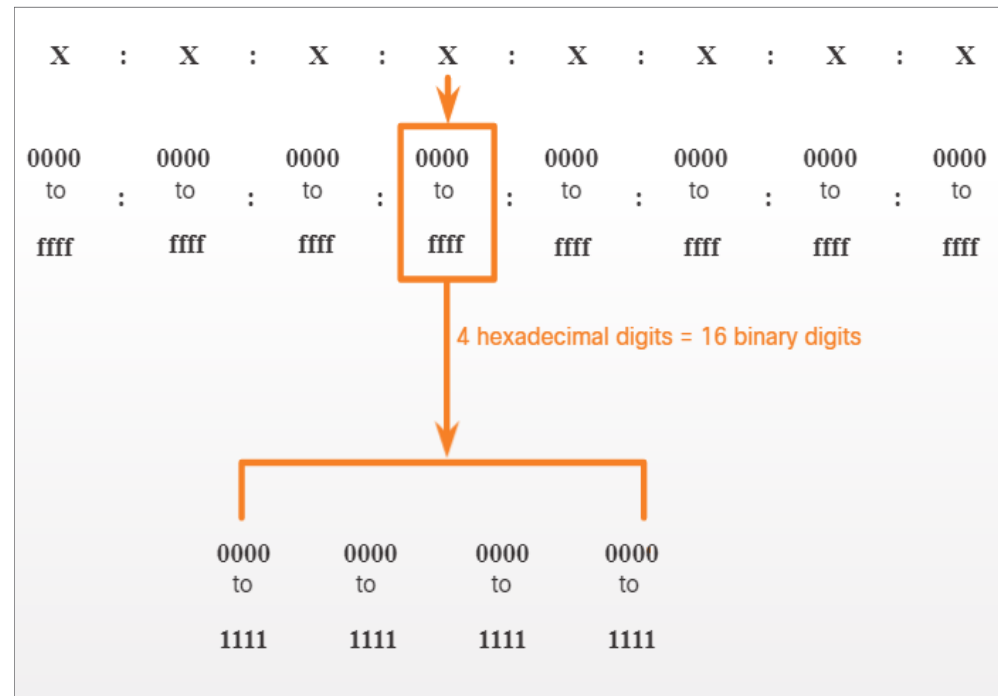 X : X : X : X : X : X : X : X
0000 0000 0000 0000 0000 0000 0000 0000
to : to : to : to : to : to : to : to
ffff ffff ffff ffff ffff ffff ffff ffff
4 hexadecimal digits = 16 binary digits
0000 0000 0000 0000
to to to to
1111 1111 1111 1111